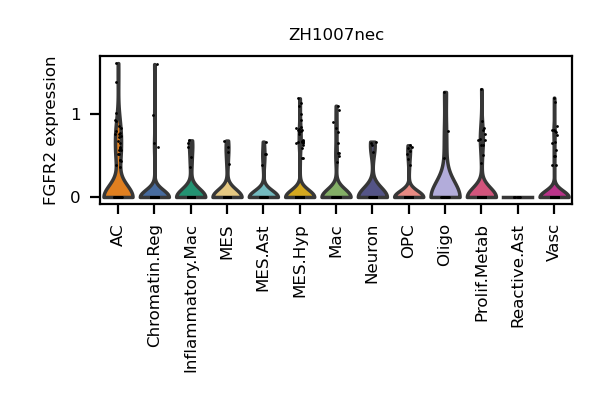 ZH1007nec
FGFR2 expression
1
0
AC
Chromatin.Reg
Inflammatory.Mac
MES
MES.Ast
MES.Hyp
Mac
Neuron
OPC
Oligo
Prolif.Metab
Reactive.Ast
Vasc